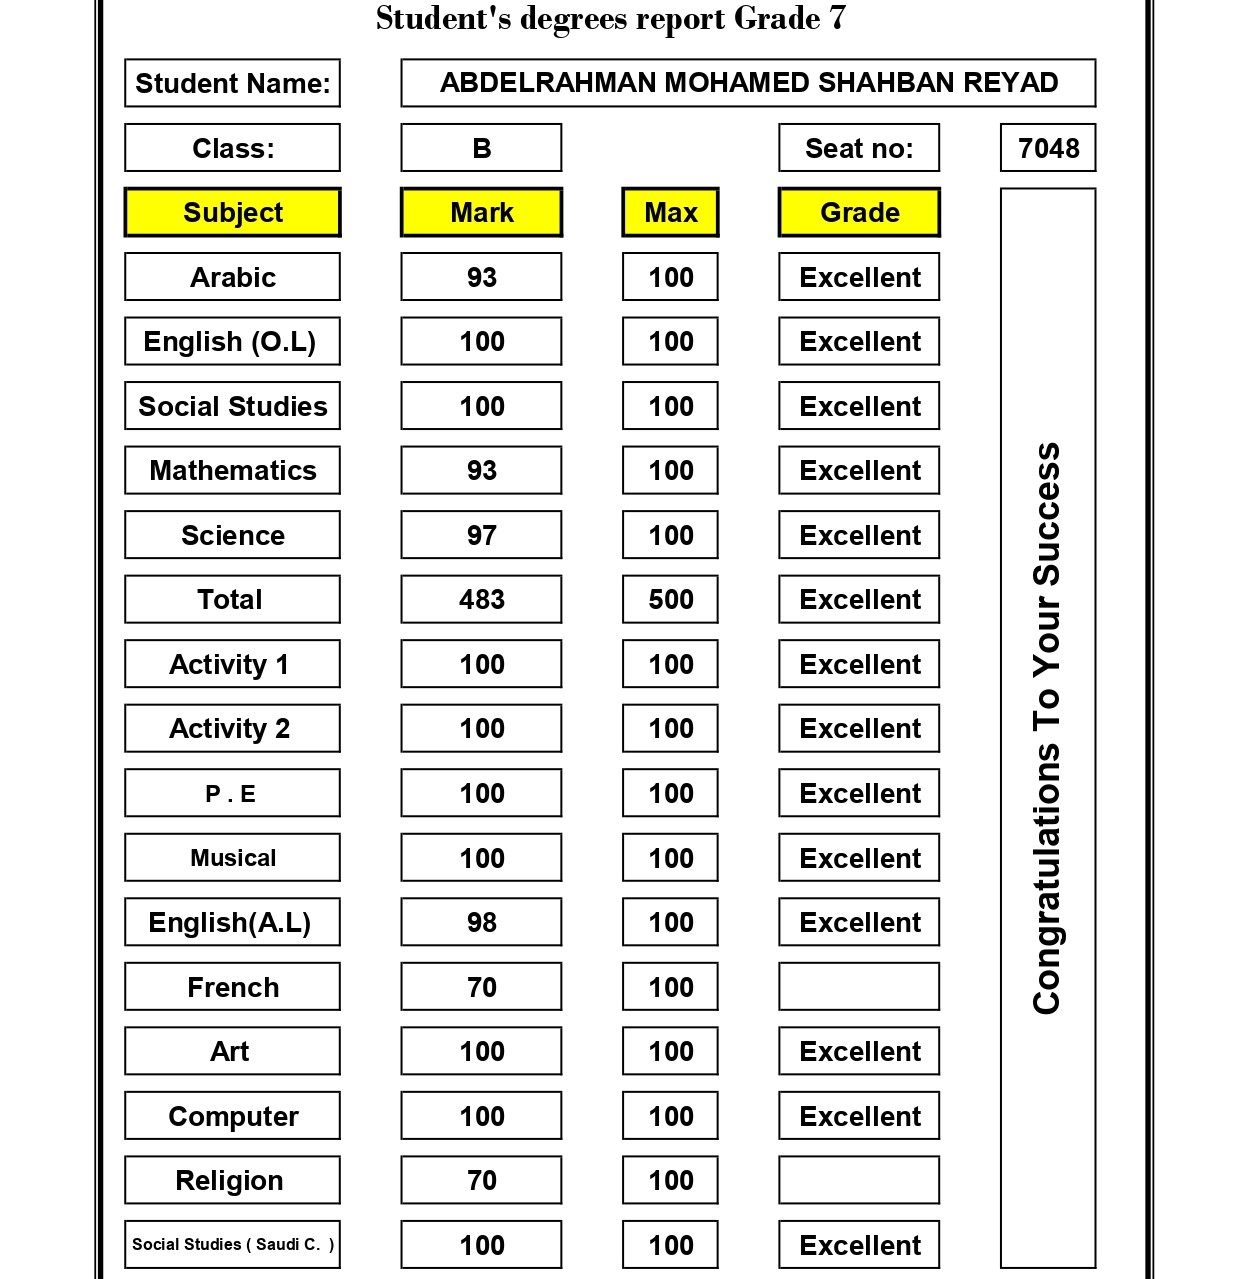 Student's degrees report Grade 7
Student Name: ABDELRAHMAN MOHAMED SHAHBAN REYAD
Class: B Seat no: 7048
Subject Mark Max Grade
Arabic 93 100 Excellent
English (O.L) 100 100 Excellent
Social Studies 100 100 Excellent
Mathematics 93 100 Excellent
Science 97 100 Excellent
Total 483 500 Excellent
Activity 1 100 100 Excellent
Activity 2 100 100 Excellent
P . E 100 100 Excellent
Musical 100 100 Excellent
English(A.L) 98 100 Excellent
French 70 100
Art 100 100 Excellent
Computer 100 100 Excellent
Religion 70 100
Social Studies ( Saudi C. ) 100 100 Excellent
Congratulations To Your Success